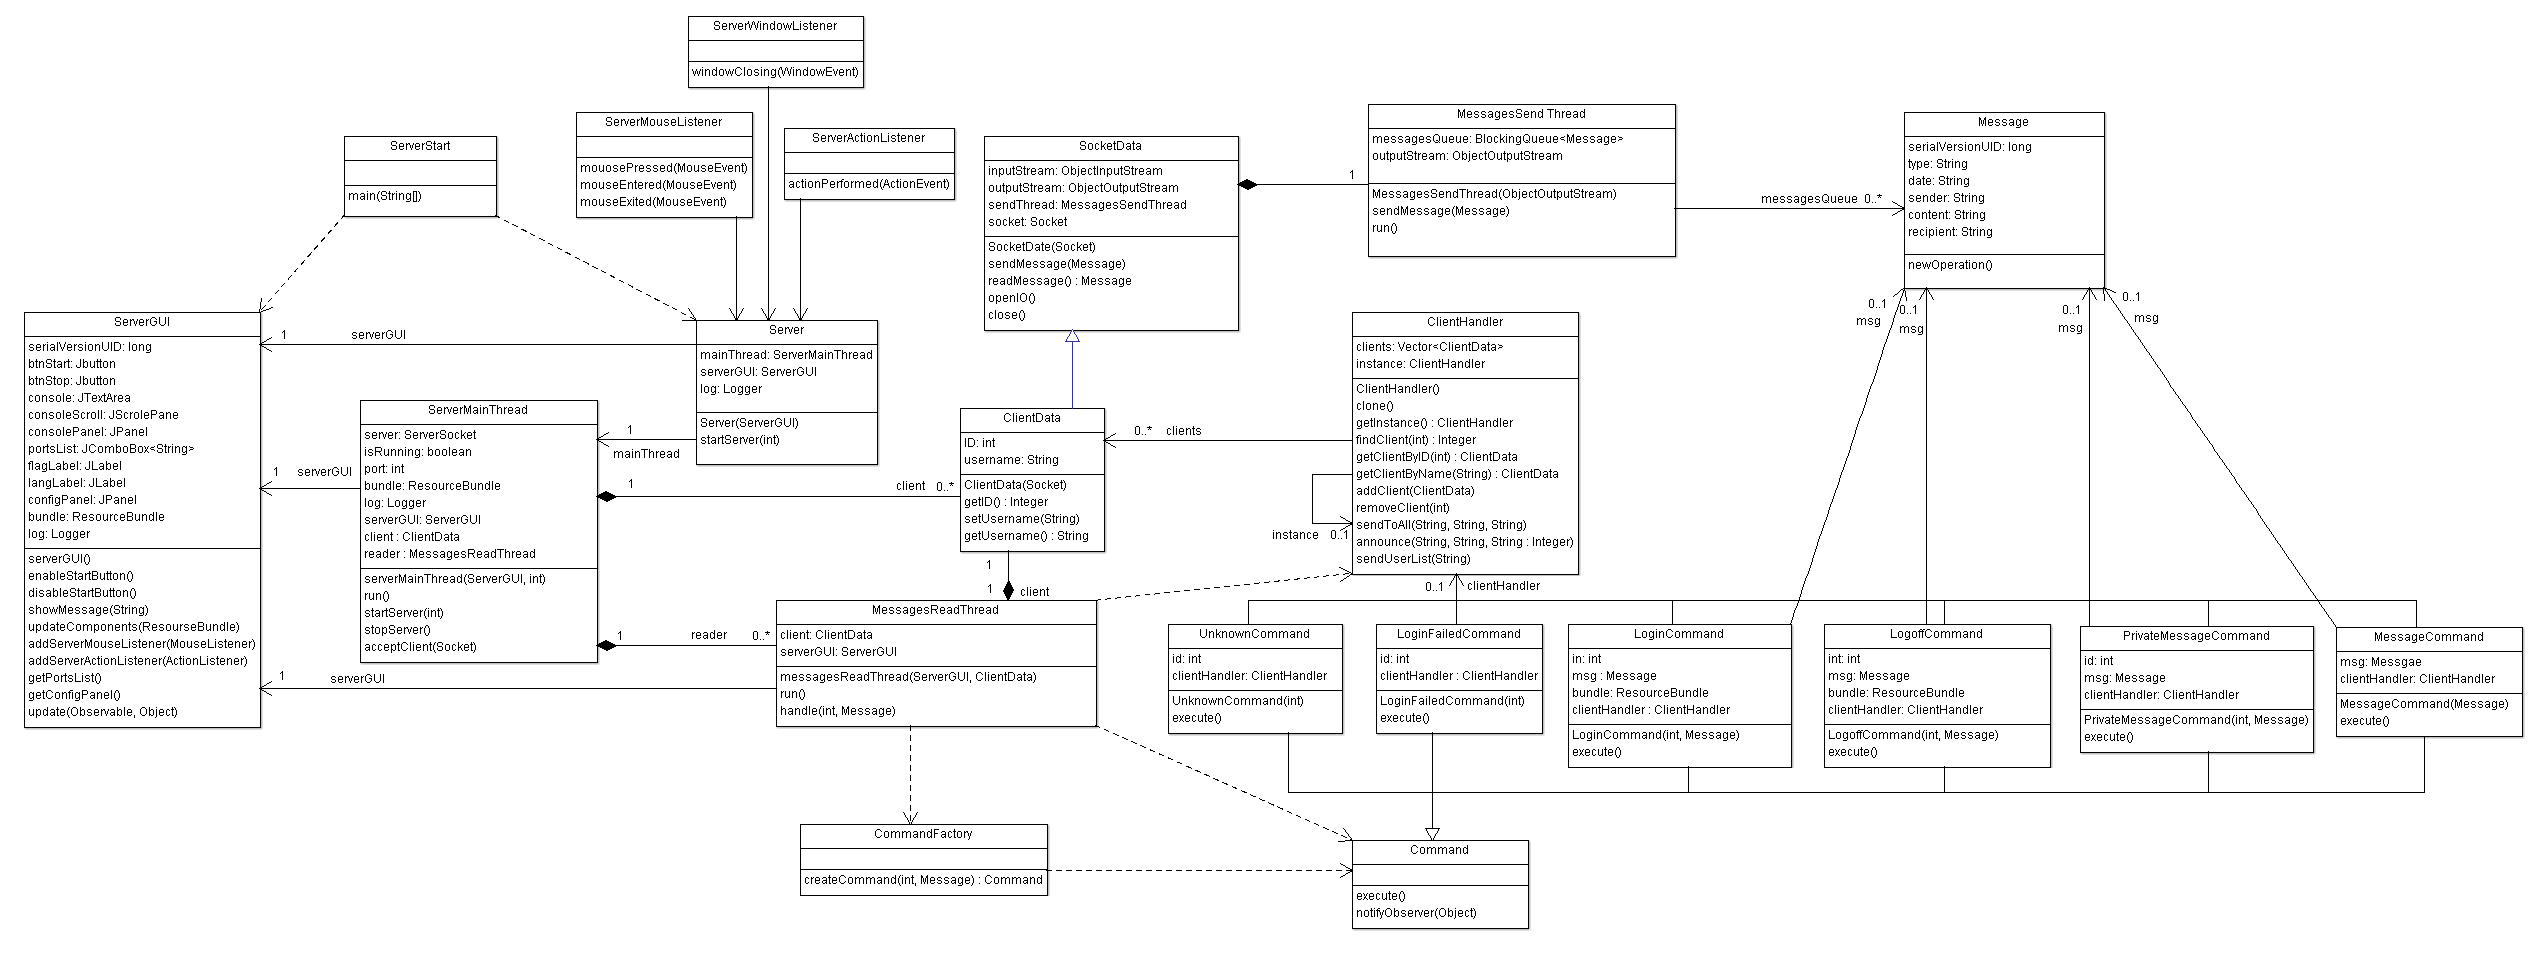 ServerWindowListener
windowClosing(WindowEvent)
ServerMouseListener
mouosePressed(MouseEvent)
mouseEntered(MouseEvent)
mouseExited(MouseEvent)
ServerActionListener
actionPerformed(ActionEvent)
ServerStart
main(String[])
SocketData
inputStream: ObjectInputStream
outputStream: ObjectOutputStream
sendThread: MessagesSendThread
socket: Socket
SocketDate(Socket)
sendMessage(Message)
readMessage() : Message
openIO()
close()
1
MessagesSend Thread
messagesQueue: BlockingQueue<Message>
outputStream: ObjectOutputStream
MessagesSendThread(ObjectOutputStream)
sendMessage(Message)
run()
messagesQueue 0..*
Message
serialVersionUID: long
type: String
date: String
sender: String
content: String
recipient: String
newOperation()
0..1
msg
0..1
msg
0..1
msg
0..1
msg
ServerGUI
serialVersionUID: long
btnStart: Jbutton
btnStop: Jbutton
console: JTextArea
consoleScroll: JScrolePane
consolePanel: JPanel
portsList: JComboBox<String>
flagLabel: JLabel
langLabel: JLabel
configPanel: JPanel
bundle: ResourceBundle
log: Logger
serverGUI()
enableStartButton()
disableStartButton()
showMessage(String)
updateComponents(ResourseBundle)
addServerMouseListener(MouseListener)
addServerActionListener(ActionListener)
getPortsList()
getConfigPanel()
update(Observable, Object)
1 serverGUI
1 serverGUI
1 serverGUI
Server
mainThread: ServerMainThread
serverGUI: ServerGUI
log: Logger
Server(ServerGUI)
startServer(int)
1
mainThread
ServerMainThread
server: ServerSocket
isRunning: boolean
port: int
bundle: ResourceBundle
log: Logger
serverGUI: ServerGUI
client : ClientData
reader : MessagesReadThread
serverMainThread(ServerGUI, int)
run()
startServer(int)
stopServer()
acceptClient(Socket)
1 client 0..*
1 reader 0..*
ClientData
ID: int
username: String
ClientData(Socket)
getID() : Integer
setUsername(String)
getUsername() : String
0..* clients
1
1 client
ClientHandler
clients: Vector<ClientData>
instance: ClientHandler
ClientHandler()
clone()
getInstance() : ClientHandler
findClient(int) : Integer
getClientByID(int) : ClientData
getClientByName(String) : ClientData
addClient(ClientData)
removeClient(int)
sendToAll(String, String, String)
announce(String, String, String : Integer)
sendUserList(String)
instance 0..1
0..1 clientHandler
MessagesReadThread
client: ClientData
serverGUI: ServerGUI
messagesReadThread(ServerGUI, ClientData)
run()
handle(int, Message)
UnknownCommand
id: int
clientHandler: ClientHandler
UnknownCommand(int)
execute()
LoginFailedCommand
id: int
clientHandler : ClientHandler
LoginFailedCommand(int)
execute()
LoginCommand
in: int
msg : Message
bundle: ResourceBundle
clientHandler : ClientHandler
LoginCommand(int, Message)
execute()
LogoffCommand
int: int
msg: Message
bundle: ResourceBundle
clientHandler: ClientHandler
LogoffCommand(int, Message)
execute()
PrivateMessageCommand
id: int
msg: Message
clientHandler: ClientHandler
PrivateMessageCommand(int, Message)
execute()
MessageCommand
msg: Messgae
clientHandler: ClientHandler
MessageCommand(Message)
execute()
CommandFactory
createCommand(int, Message) : Command
Command
execute()
notifyObserver(Object)